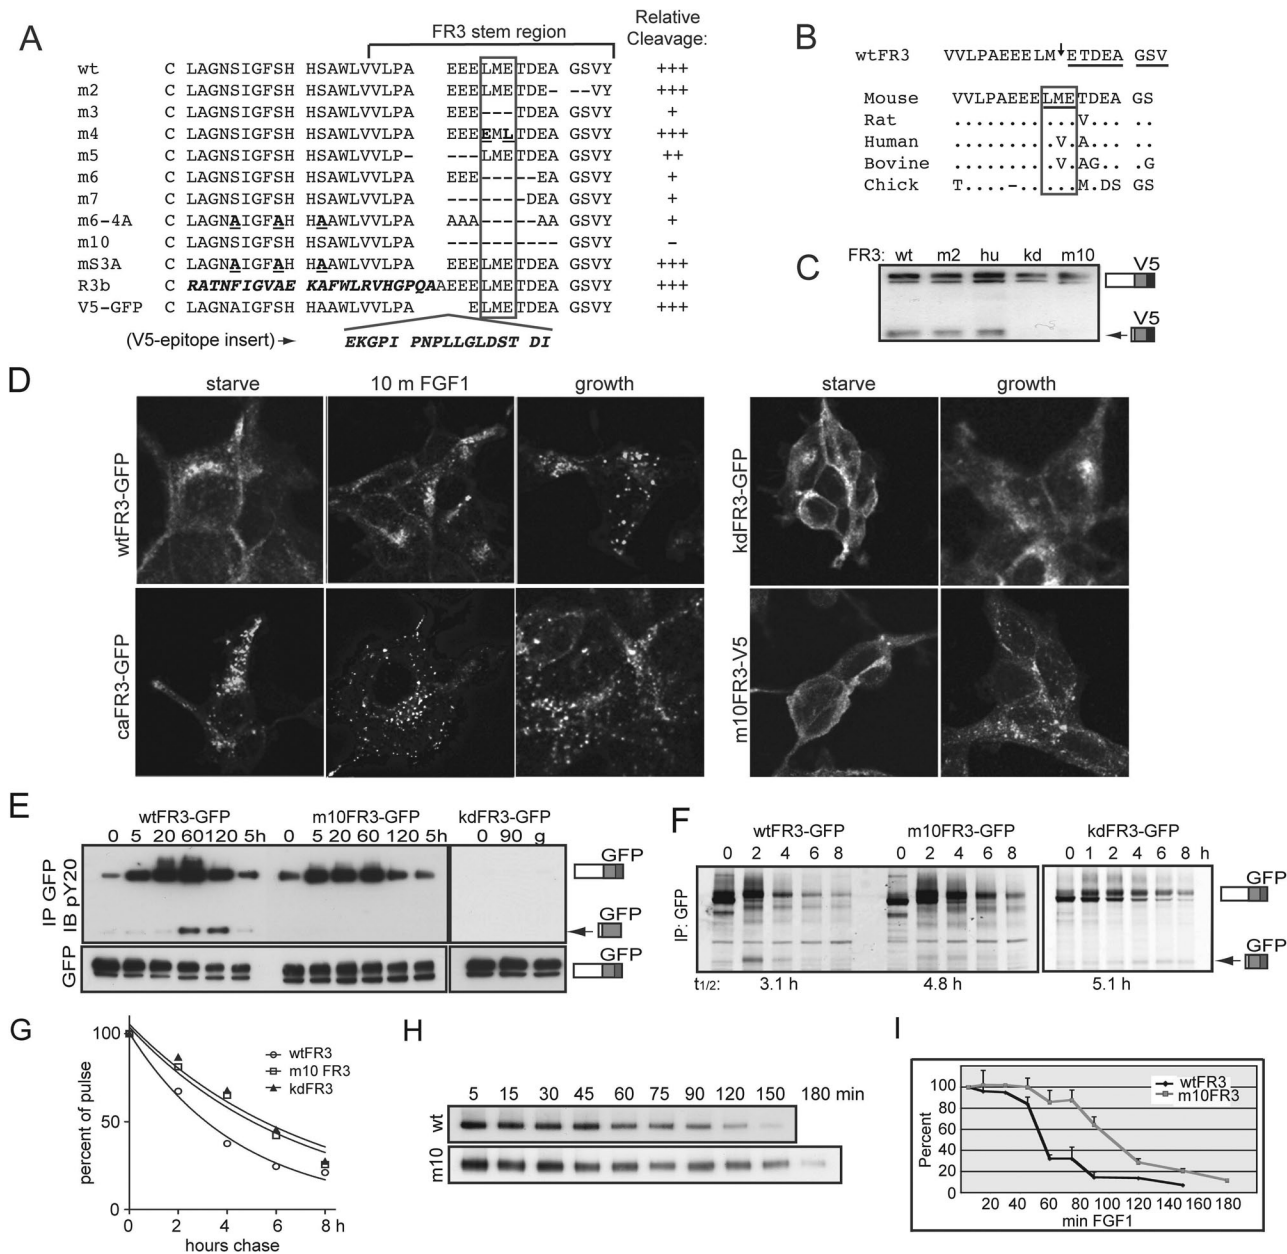 A
FR3 stem region
Relative Cleavage:
wt C LAGNSIGFSH HSAWLVVLPA EEELMETDEA GSVY +++
m2 C LAGNSIGFSH HSAWLVVLPA EEELMETDE- --VY +++
m3 C LAGNSIGFSH HSAWLVVLPA EEE---TDEA GSVY +
m4 C LAGNSIGFSH HSAWLVVLPA EEEEMLTDEA GSVY +++
m5 C LAGNSIGFSH HSAWLVVLP- ---LMETDEA GSVY ++
m6 C LAGNSIGFSH HSAWLVVLPA EEE-----EA GSVY +
m7 C LAGNSIGFSH HSAWLVVLPA -------DEA GSVY +
m6-4A C LAGNAIGFAH HAAWLVVLPA AAA-----AA GSVY +
m10 C LAGNSIGFSH HSAWLVVLPA ---------- GSVY –
mS3A C LAGNAIGFAH HAAWLVVLPA EEELMETDEA GSVY +++
R3b C RATNFIGVAE KAFWLRVHGPQAAEEELMETDEA GSVY +++
V5-GFP C LAGNSIGFSH HAAWLVVLPA ELMETDEA GSVY +++
(V5-epitope insert) EKGPI PNPLLGLDST DI
B
wtFR3 VVLPAEEELM ETDEA GSV
Mouse VVLPAEEELMETDEA GS
Rat ...........V... ..
Human ..........V.A... ..
Bovine ..........V.AG.. .G
Chick T....-......M.DS GS
C
FR3: wt m2 hu kd m10
V5
V5
D
starve 10 m FGF1 growth starve growth
wtFR3-GFP
kdFR3-GFP
caFR3-GFP
m10FR3-V5
E
wtFR3-GFP m10FR3-GFP kdFR3-GFP
0 5 20 60 120 5h 0 5 20 60 120 5h 0 90 g
IP GFP
IB pY20
GFP
GFP
GFP
GFP
F
wtFR3-GFP m10FR3-GFP kdFR3-GFP
0 2 4 6 8 0 2 4 6 8 0 1 2 4 6 8 h
IP: GFP
GFP
GFP
t1/2: 3.1 h 4.8 h 5.1 h
G
percent of pulse
100
50
0
0 2 4 6 8 h
hours chase
wtFR3
m10 FR3
kdFR3
H
5 15 30 45 60 75 90 120 150 180 min
wt
m10
I
Percent
100
80
60
40
20
0
20 40 60 80 100 120 140 160 180
min FGF1
wtFR3
m10FR3